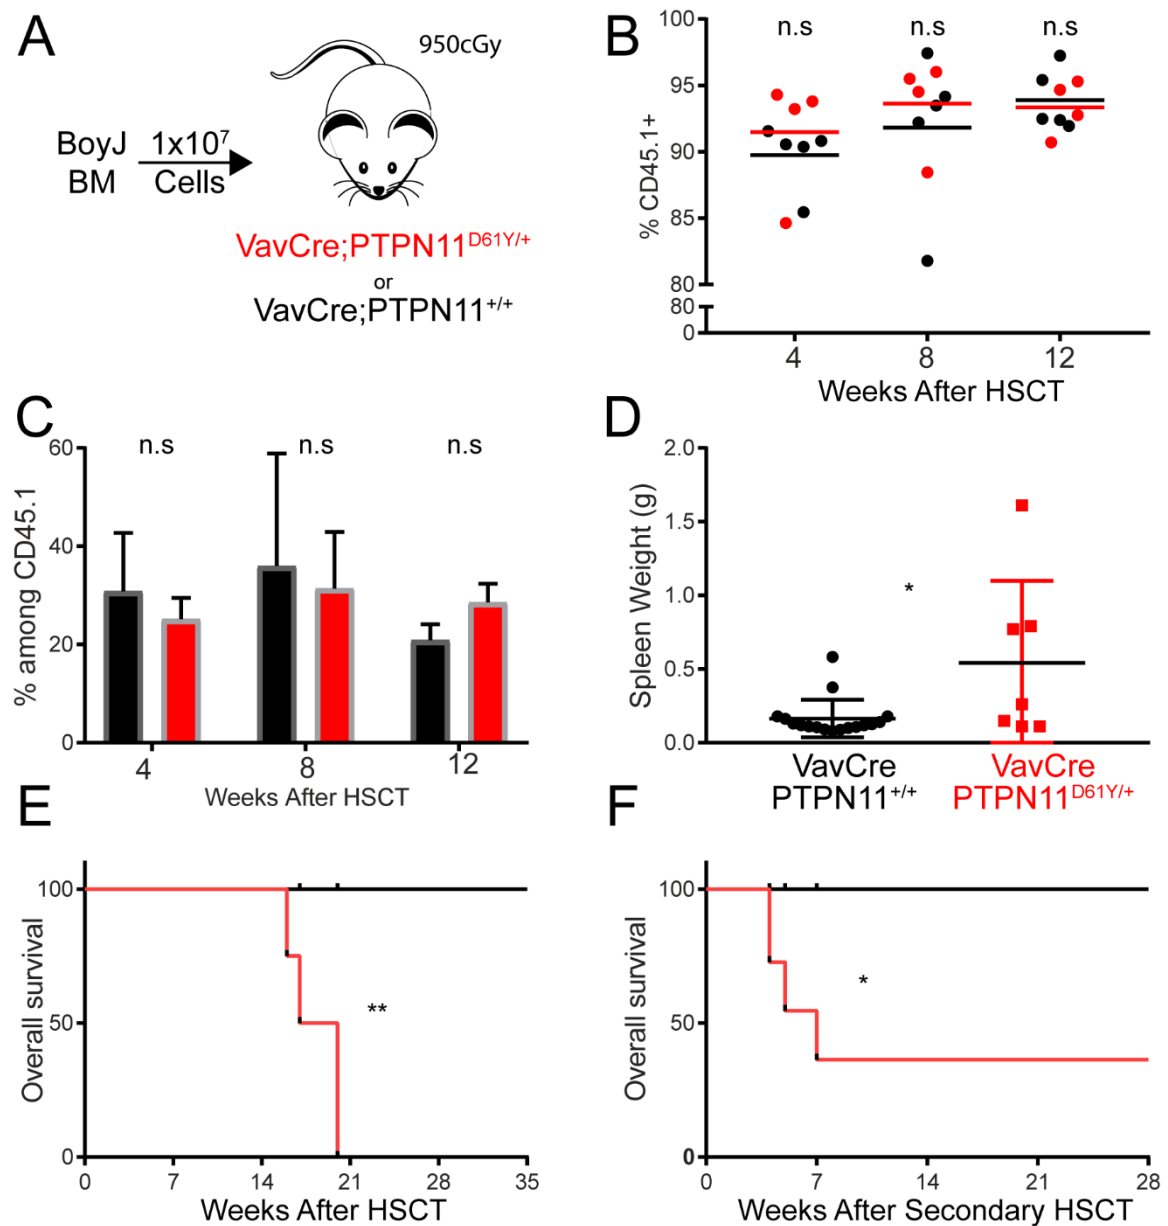 A
950cGy
BoyJ
BM
1x10⁷
Cells
VavCre;PTPN11^D61Y/+
or
VavCre;PTPN11^+/+
B
n.s
n.s
n.s
% CD45.1+
100
95
90
85
80
80
0
4
8
12
Weeks After HSCT
C
n.s
n.s
n.s
% among CD45.1
60
40
20
0
4
8
12
Weeks After HSCT
D
Spleen Weight (g)
2.0
1.5
1.0
0.5
0.0
*
VavCre
PTPN11^+/+
VavCre
PTPN11^D61Y/+
E
Overall survival
100
50
0
**
0
7
14
21
28
35
Weeks After HSCT
F
Overall survival
100
50
0
*
0
7
14
21
28
Weeks After Secondary HSCT